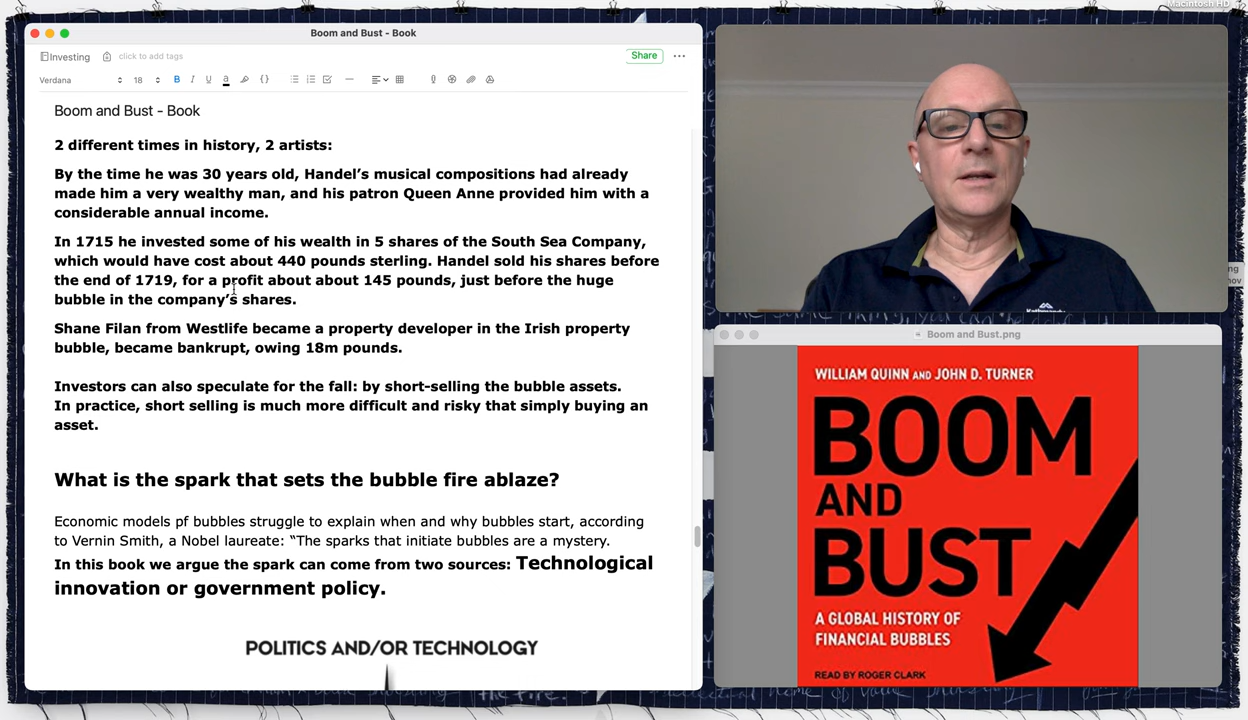 Macintosh HD
Boom and Bust - Book
Investing
click to add tags
Share
Verdana
18
B I U a
Boom and Bust - Book
2 different times in history, 2 artists:
By the time he was 30 years old, Handel’s musical compositions had already
made him a very wealthy man, and his patron Queen Anne provided him with a
considerable annual income.
In 1715 he invested some of his wealth in 5 shares of the South Sea Company,
which would have cost about 440 pounds sterling. Handel sold his shares before
the end of 1719, for a profit about about 145 pounds, just before the huge
bubble in the company’s shares.
Shane Filan from Westlife became a property developer in the Irish property
bubble, became bankrupt, owing 18m pounds.
Investors can also speculate for the fall: by short-selling the bubble assets.
In practice, short selling is much more difficult and risky that simply buying an
asset.
What is the spark that sets the bubble fire ablaze?
Economic models pf bubbles struggle to explain when and why bubbles start, according
to Vernin Smith, a Nobel laureate: “The sparks that initiate bubbles are a mystery.
In this book we argue the spark can come from two sources: Technological
innovation or government policy.
POLITICS AND/OR TECHNOLOGY
Boom and Bust.png
WILLIAM QUINN AND JOHN D. TURNER
BOOM
AND
BUST
A GLOBAL HISTORY OF
FINANCIAL BUBBLES
READ BY ROGER CLARK